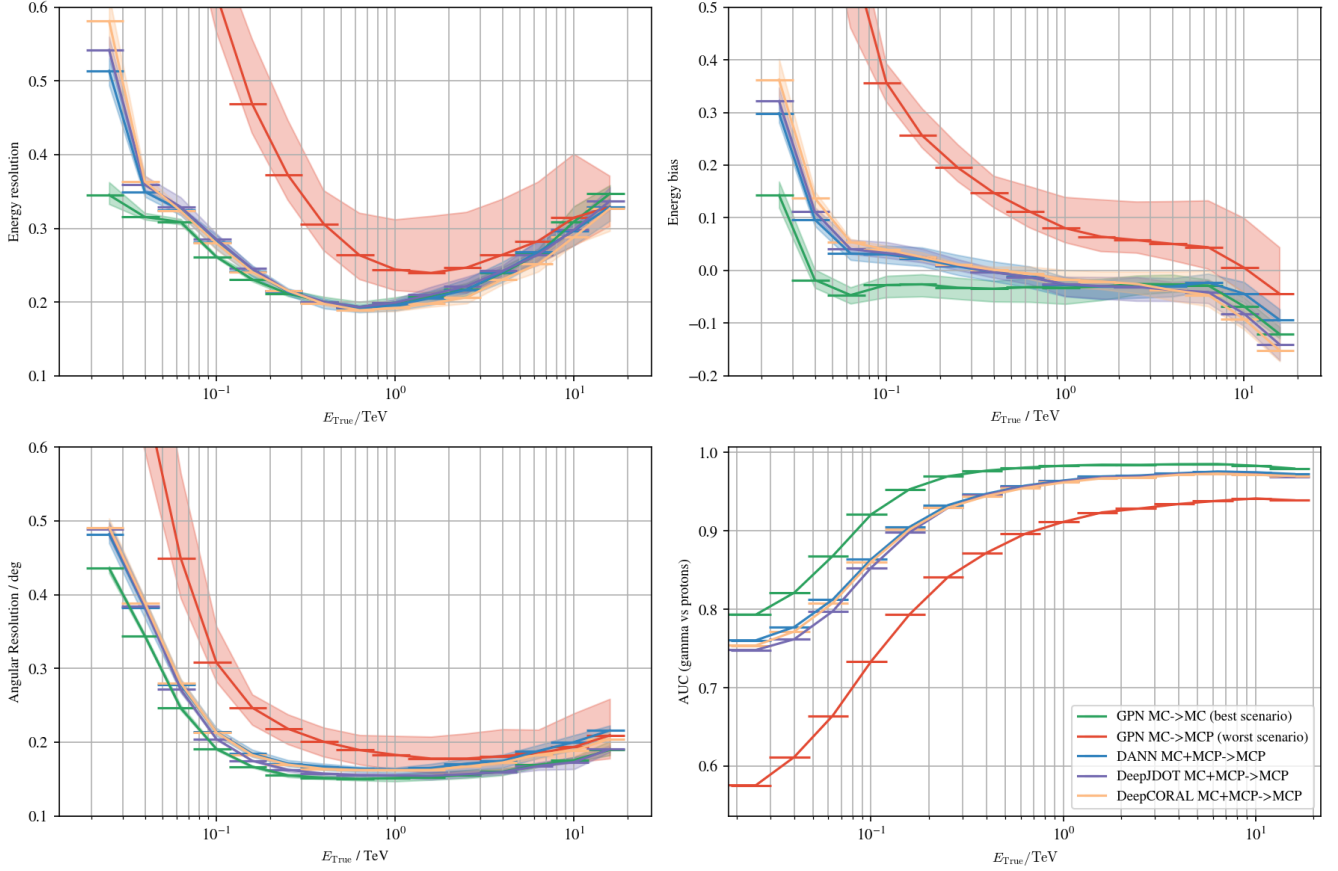 0.6
0.5
0.4
0.3
0.2
0.1
Energy resolution
10⁻¹
10⁰
10¹
E_True/TeV
0.5
0.4
0.3
0.2
0.1
0.0
−0.1
−0.2
Energy bias
10⁻¹
10⁰
10¹
E_True / TeV
0.6
0.5
0.4
0.3
0.2
0.1
Angular Resolution / deg
10⁻¹
10⁰
10¹
E_True / TeV
1.0
0.9
0.8
0.7
0.6
AUC (gamma vs protons)
10⁻¹
10⁰
10¹
E_True/TeV
GPN MC->MC (best scenario)
GPN MC->MCP (worst scenario)
DANN MC+MCP->MCP
DeepJDOT MC+MCP->MCP
DeepCORAL MC+MCP->MCP